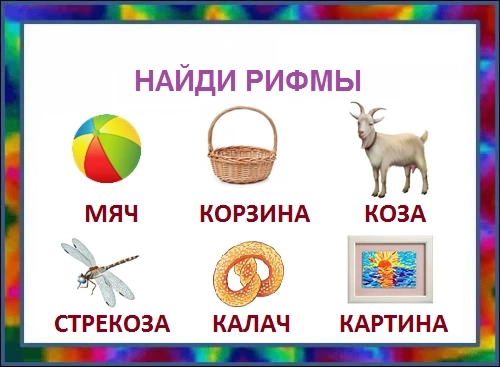 НАЙДИ РИФМЫ
МЯЧ КОРЗИНА КОЗА
СТРЕКОЗА КАЛАЧ КАРТИНА